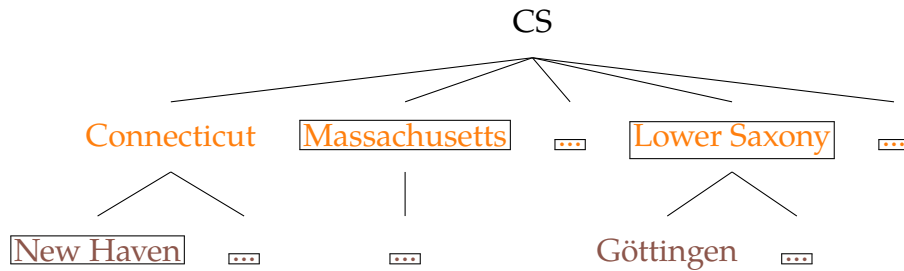 CS
Connecticut Massachusetts ... Lower Saxony ...
New Haven ... ... Göttingen ...